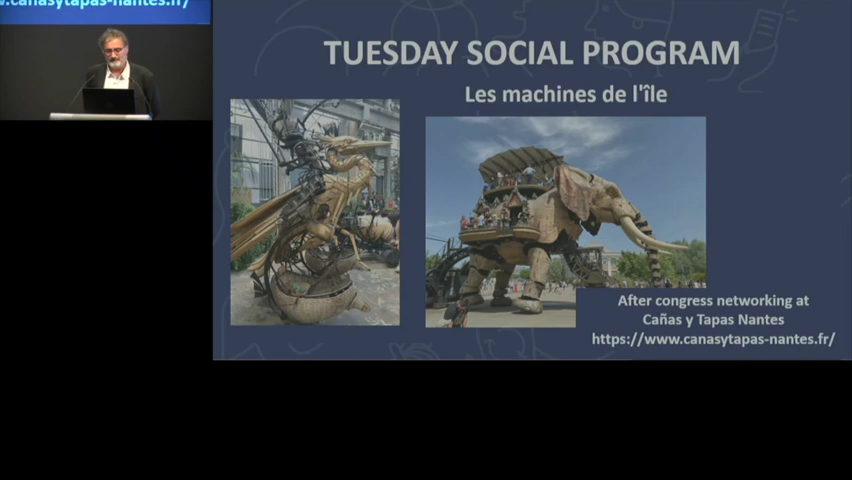 w.canasytapas-nantes.fr/
TUESDAY SOCIAL PROGRAM
Les machines de l'île
After congress networking at
Cañas y Tapas Nantes
https://www.canasytapas-nantes.fr/